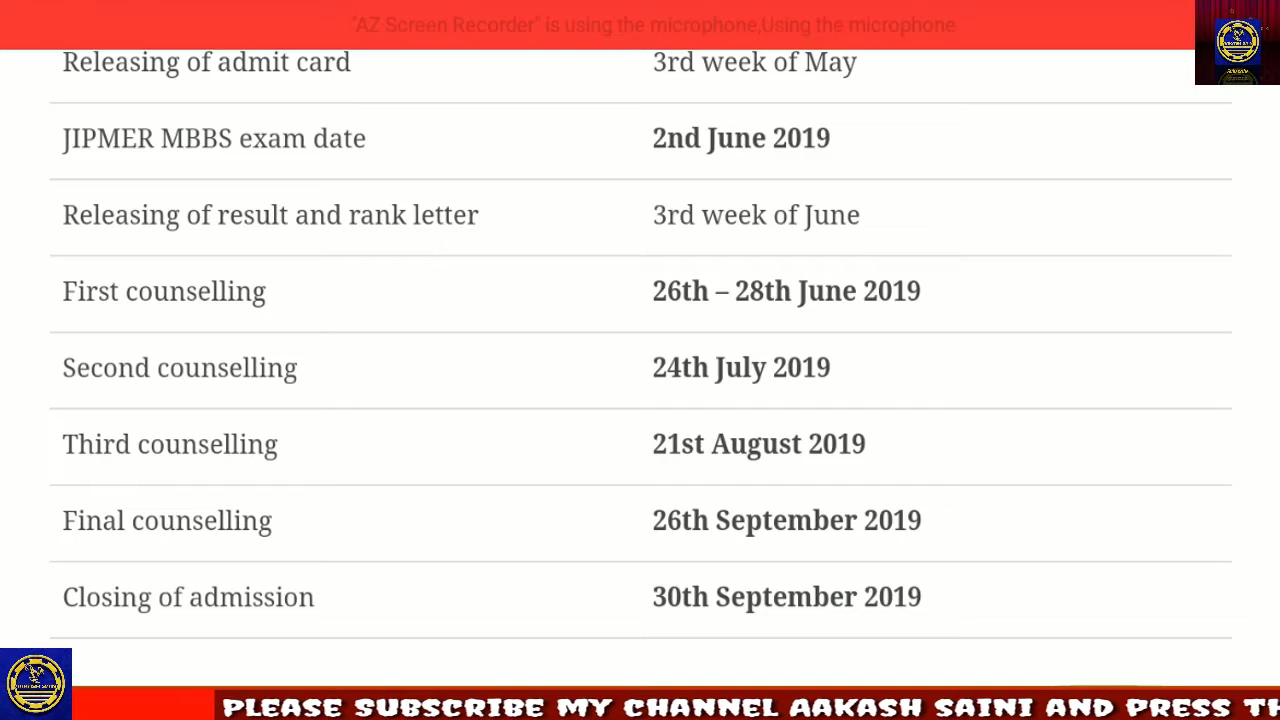 "AZ Screen Recorder" is using the microphone,Using the microphone
Releasing of admit card 3rd week of May
JIPMER MBBS exam date 2nd June 2019
Releasing of result and rank letter 3rd week of June
First counselling 26th – 28th June 2019
Second counselling 24th July 2019
Third counselling 21st August 2019
Final counselling 26th September 2019
Closing of admission 30th September 2019
PLEASE SUBSCRIBE MY CHANNEL AAKASH SAINI AND PRESS TH